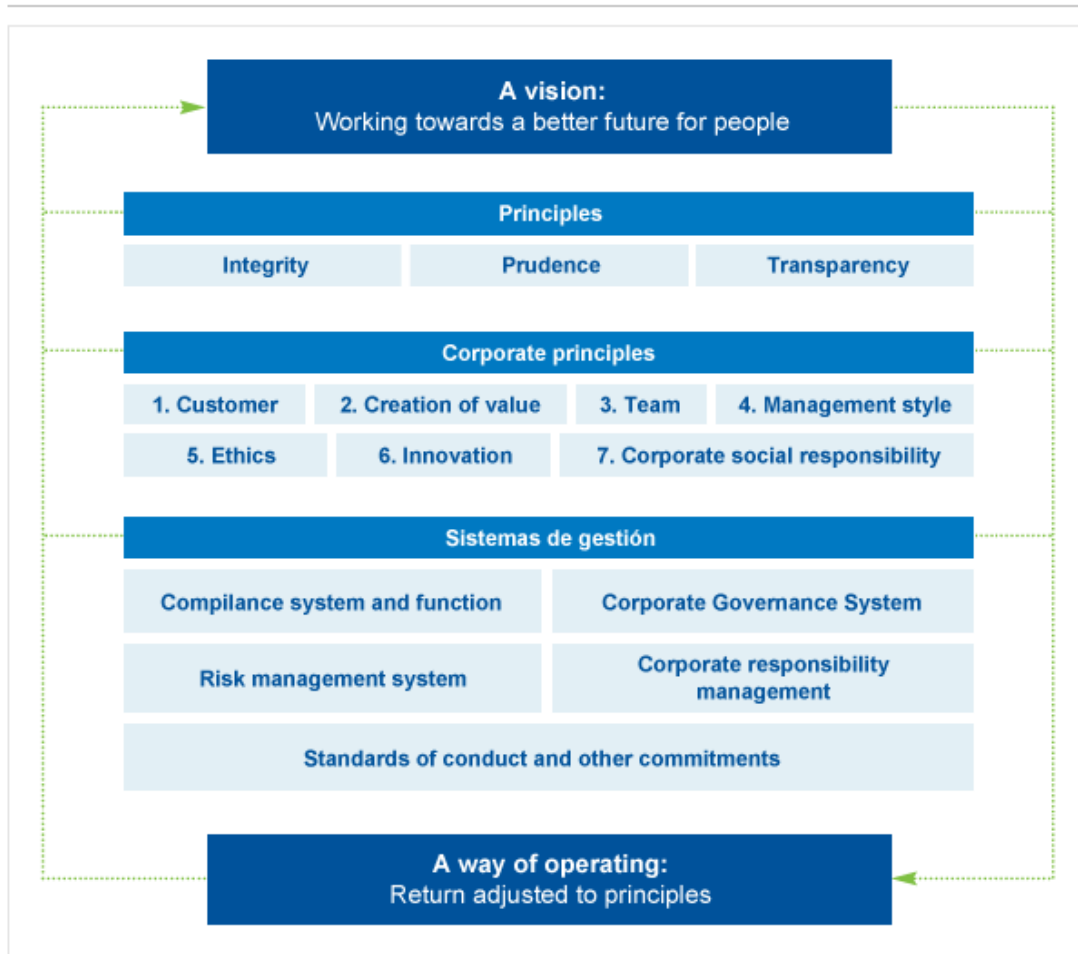 A vision:
Working towards a better future for people
Principles
Integrity
Prudence
Transparency
Corporate principles
1. Customer
2. Creation of value
3. Team
4. Management style
5. Ethics
6. Innovation
7. Corporate social responsibility
Sistemas de gestión
Compilance system and function
Corporate Governance System
Risk management system
Corporate responsibility
management
Standards of conduct and other commitments
A way of operating:
Return adjusted to principles